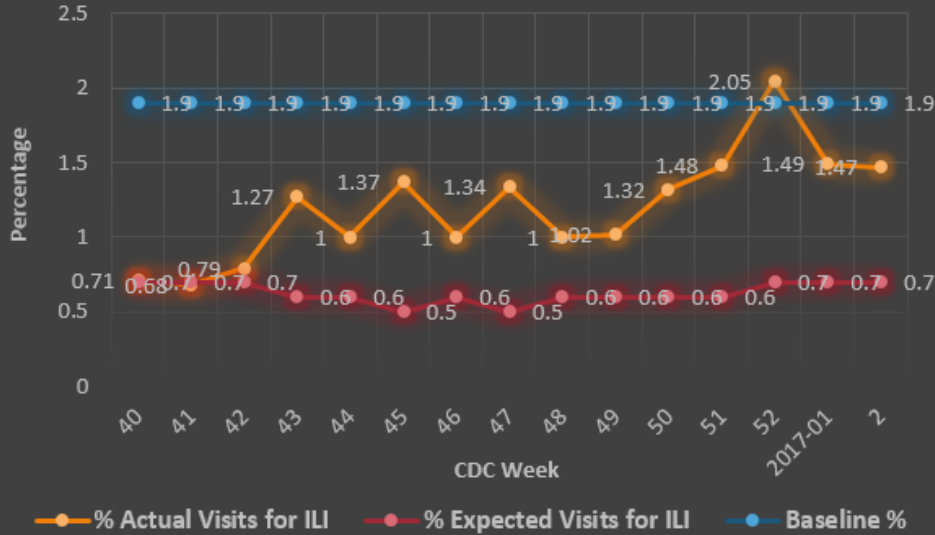 2.5
2
1.5
1
0.5
0
Percentage
2.05
1.9 1.9 1.9 1.9 1.9 1.9 1.9 1.9 1.9 1.9 1.9 1.9 1.9 1.9 1.9
1.27 1.37 1.34 1.32 1.48 1.49 1.47
1 1 1 1.02
0.71 0.68 0.79
0.7 0.7 0.7 0.6 0.6 0.5 0.6 0.5 0.6 0.6 0.6 0.6 0.7 0.7 0.7
40 41 42 43 44 45 46 47 48 49 50 51 52 2017-01 2
CDC Week
% Actual Visits for ILI % Expected Visits for ILI Baseline %